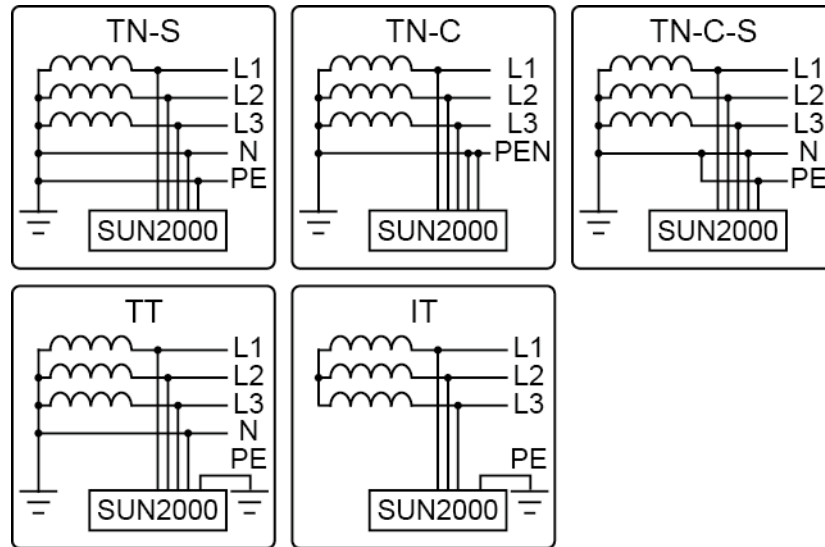 TN-S
L1
L2
L3
N
PE
SUN2000
TN-C
L1
L2
L3
PEN
SUN2000
TN-C-S
L1
L2
L3
N
PE
SUN2000
TT
L1
L2
L3
N
PE
SUN2000
IT
L1
L2
L3
PE
SUN2000